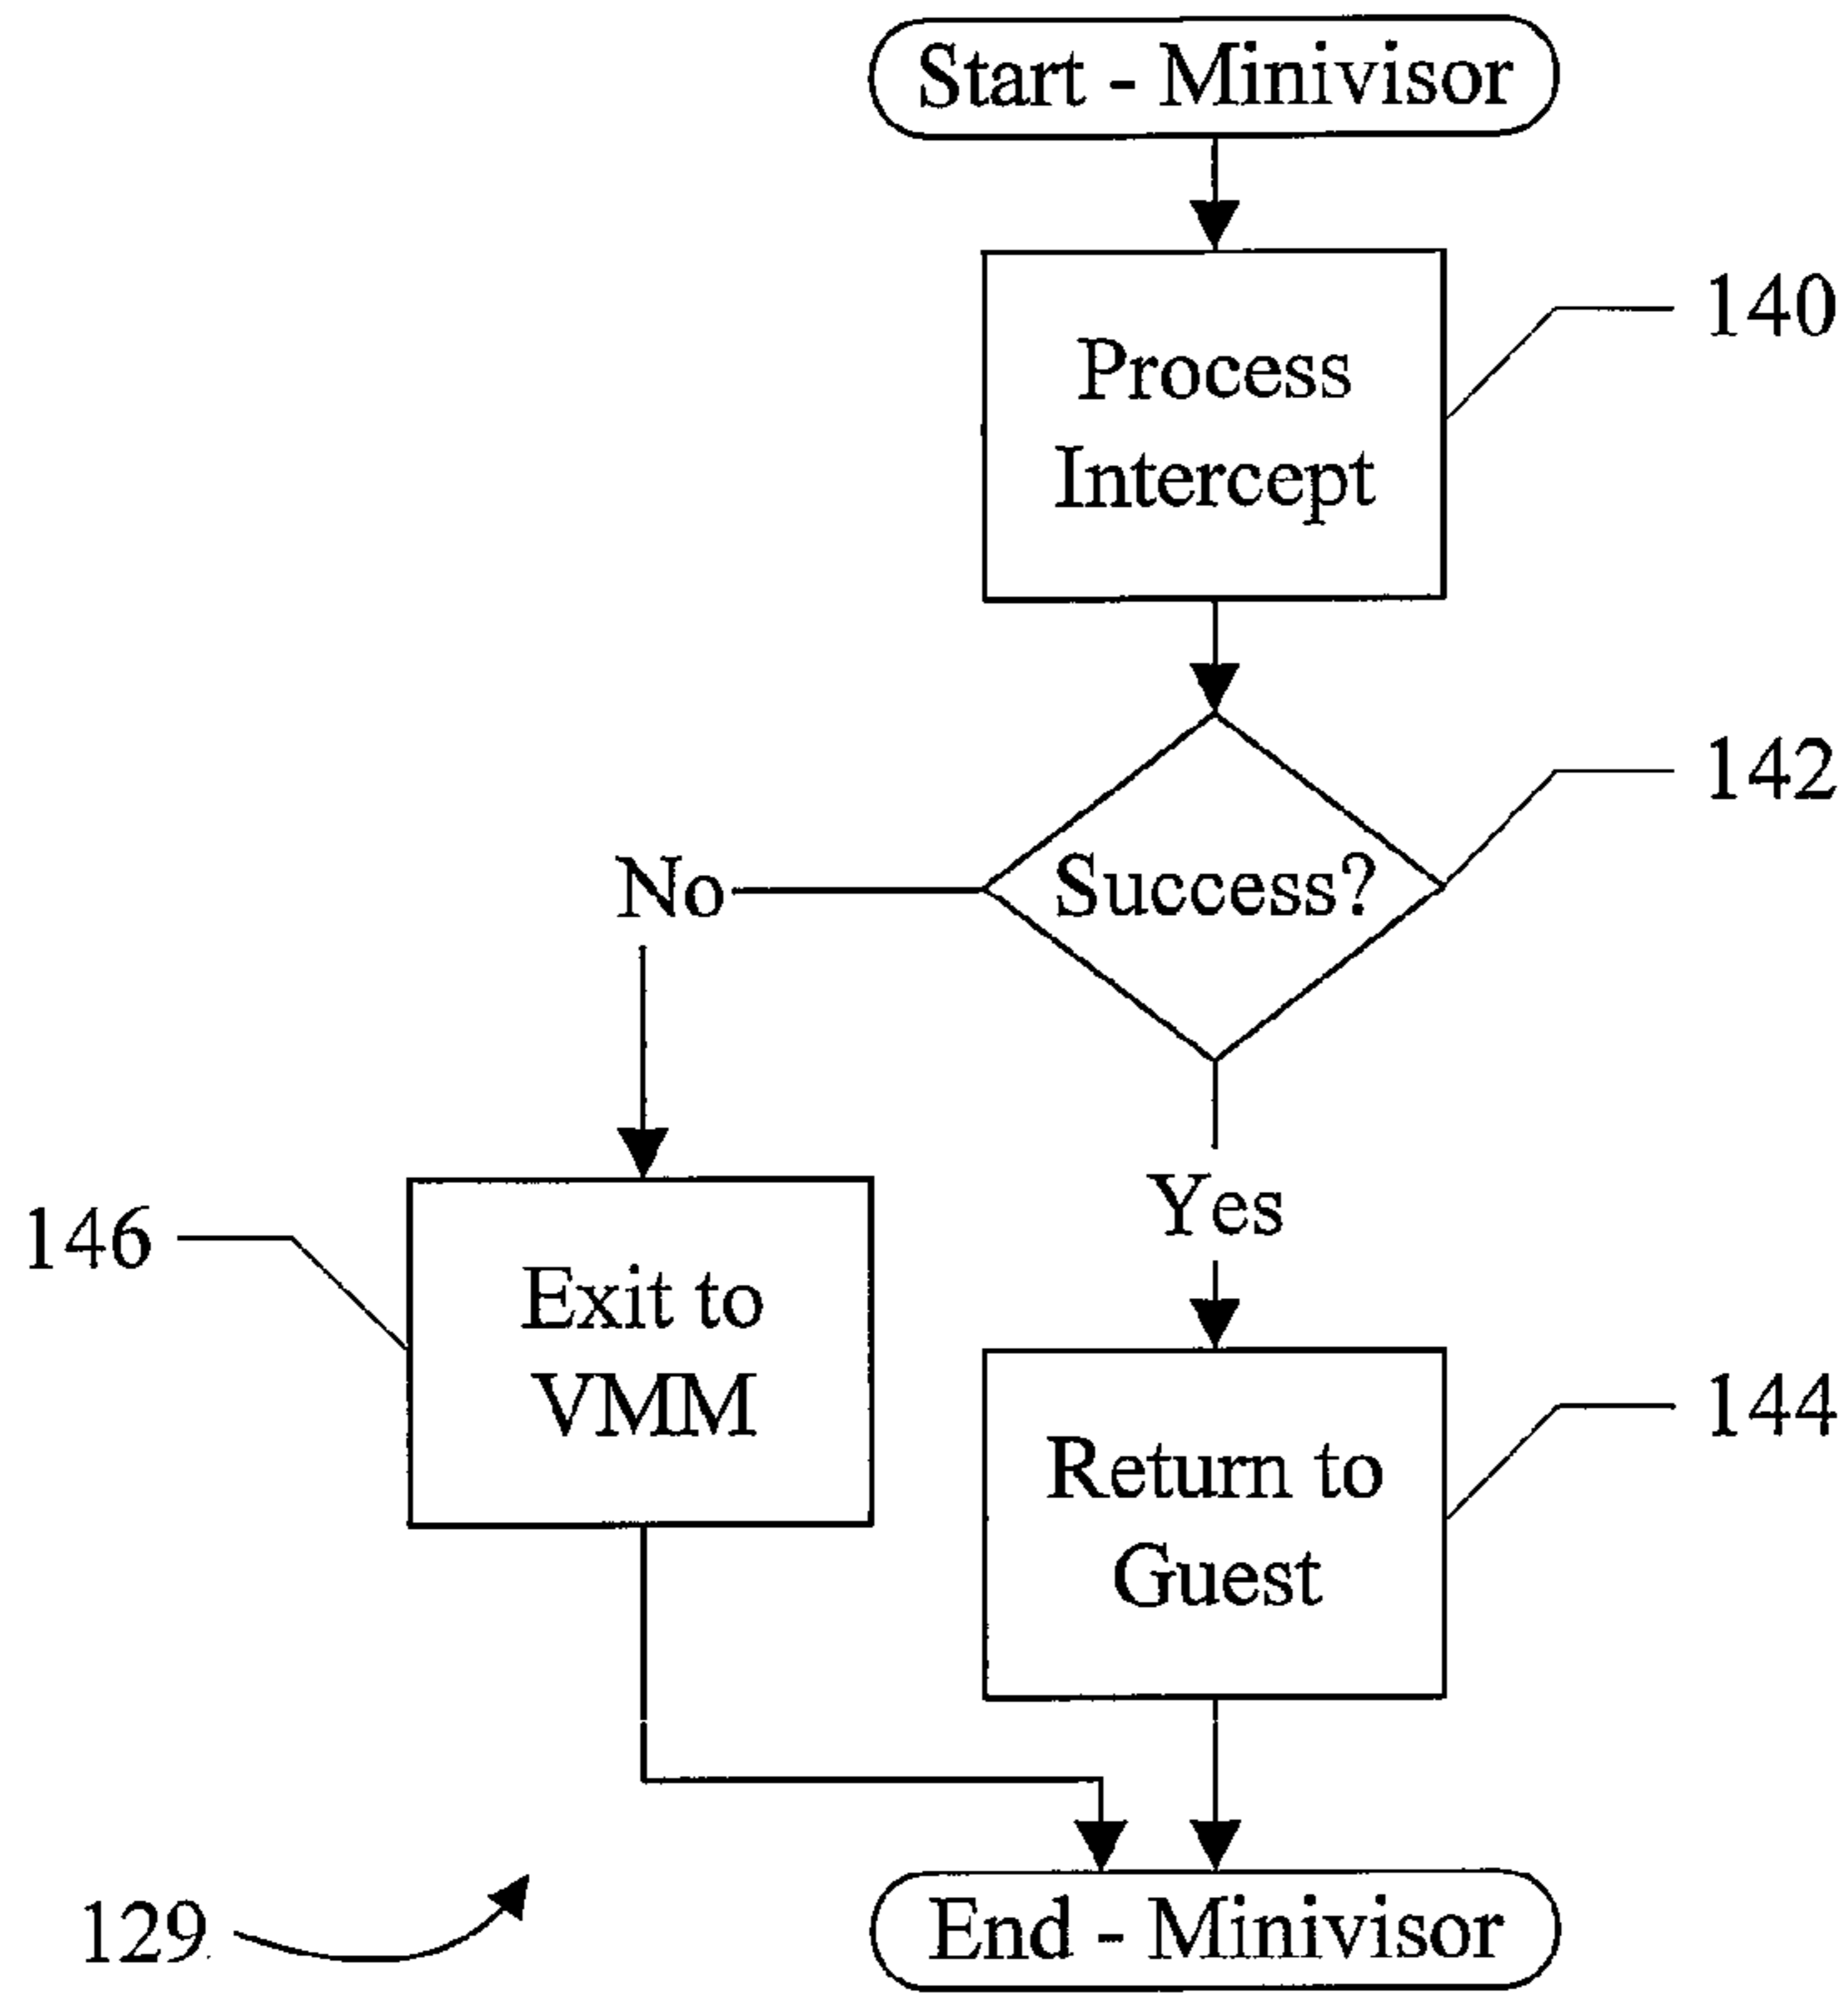 Start - Minivisor
140
Process
Intercept
142
Success?
No
Yes
146
Exit to
VMM
144
Return to
Guest
129
End - Minivisor